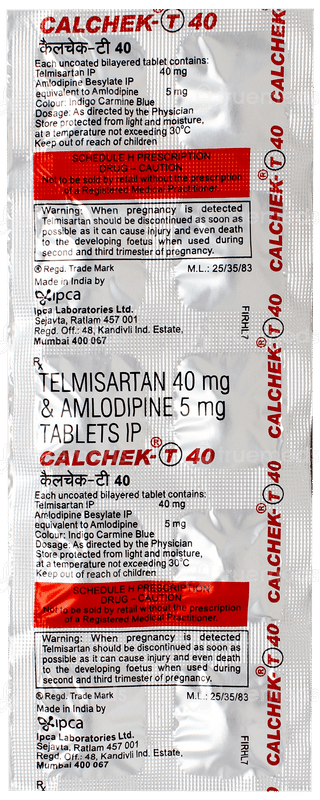 CALCHEK-T 40
कैलचेक-टी 40
Each uncoated bilayered tablet contains:
Telmisartan IP 40 mg
Amlodipine Besylate IP
equivalent to Amlodipine 5 mg
Colour: Indigo Carmine Blue
Dosage: As directed by the Physician
Store protected from light and moisture,
at a temperature not exceeding 30°C
Keep out of reach of children
SCHEDULE H PRESCRIPTION
DRUG – CAUTION
Not to be sold by retail without the prescription
of a Registered Medical Practitioner.
Warning: When pregnancy is detected
Telmisartan should be discontinued as soon as
possible as it can cause injury and even death
to the developing foetus when used during
second and third trimester of pregnancy.
® Regd. Trade Mark M.L.: 25/35/83
Made in India by
ipca
Ipca Laboratories Ltd.
Sejavta, Ratlam 457 001
Regd. Off.: 48, Kandivli Ind. Estate,
Mumbai 400 067
FIRHL7
Rx
TELMISARTAN 40 mg
& AMLODIPINE 5 mg
TABLETS IP
CALCHEK-®T 40
कैलचेक-टी 40
Each uncoated bilayered tablet contains:
Telmisartan IP 40 mg
Amlodipine Besylate IP
equivalent to Amlodipine 5 mg
Colour: Indigo Carmine Blue
Dosage: As directed by the Physician
Store protected from light and moisture,
at a temperature not exceeding 30°C
Keep out of reach of children
SCHEDULE H PRESCRIPTION
DRUG – CAUTION
Not to be sold by retail without the prescription
of a Registered Medical Practitioner.
Warning: When pregnancy is detected
Telmisartan should be discontinued as soon as
possible as it can cause injury and even death
to the developing foetus when used during
second and third trimester of pregnancy.
® Regd. Trade Mark M.L.: 25/35/83
Made in India by
ipca
Ipca Laboratories Ltd.
Sejavta, Ratlam 457 001
Regd. Off.: 48, Kandivli Ind. Estate,
Mumbai 400 067
FIRHL7
Rx
CALCHEK-
CALCHEK-®T 40
CALCHEK-®T 40
CALCHEK-®T 40
CALCHEK-®T 40